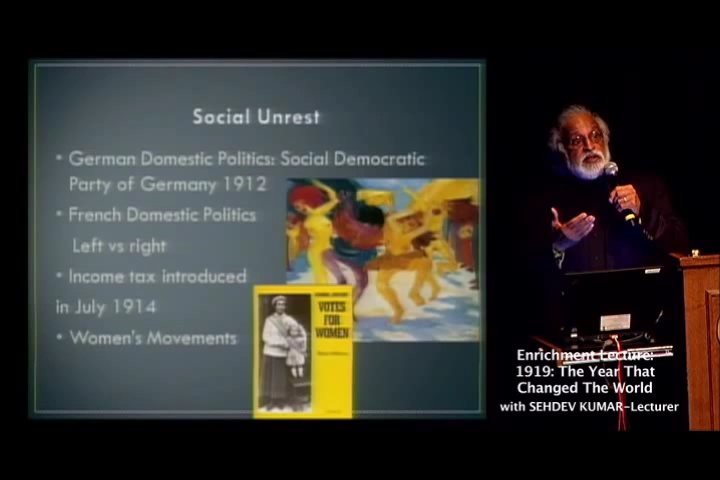 Social Unrest
• German Domestic Politics: Social Democratic
Party of Germany 1912
• French Domestic Politics
Left vs right
• Income tax introduced
in July 1914
• Women's Movements
VOTES
FOR
WOMEN
Enrichment Lecture:
1919: The Year That
Changed The World
with SEHDEV KUMAR-Lecturer